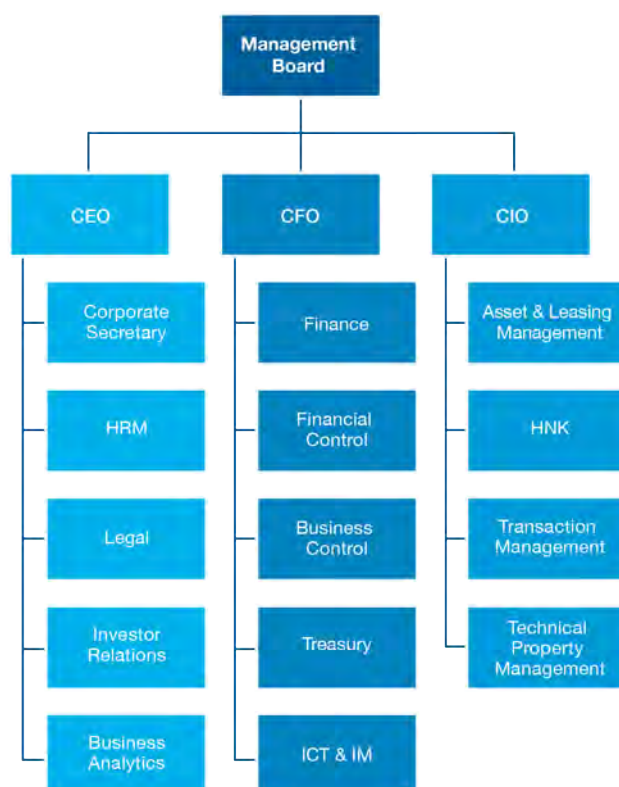 Management
Board
CEO
CFO
CIO
Corporate
Secretary
Finance
Asset & Leasing
Management
HRM
Financial
Control
HNK
Legal
Business
Control
Transaction
Management
Investor
Relations
Treasury
Technical
Property
Management
Business
Analytics
ICT & IM